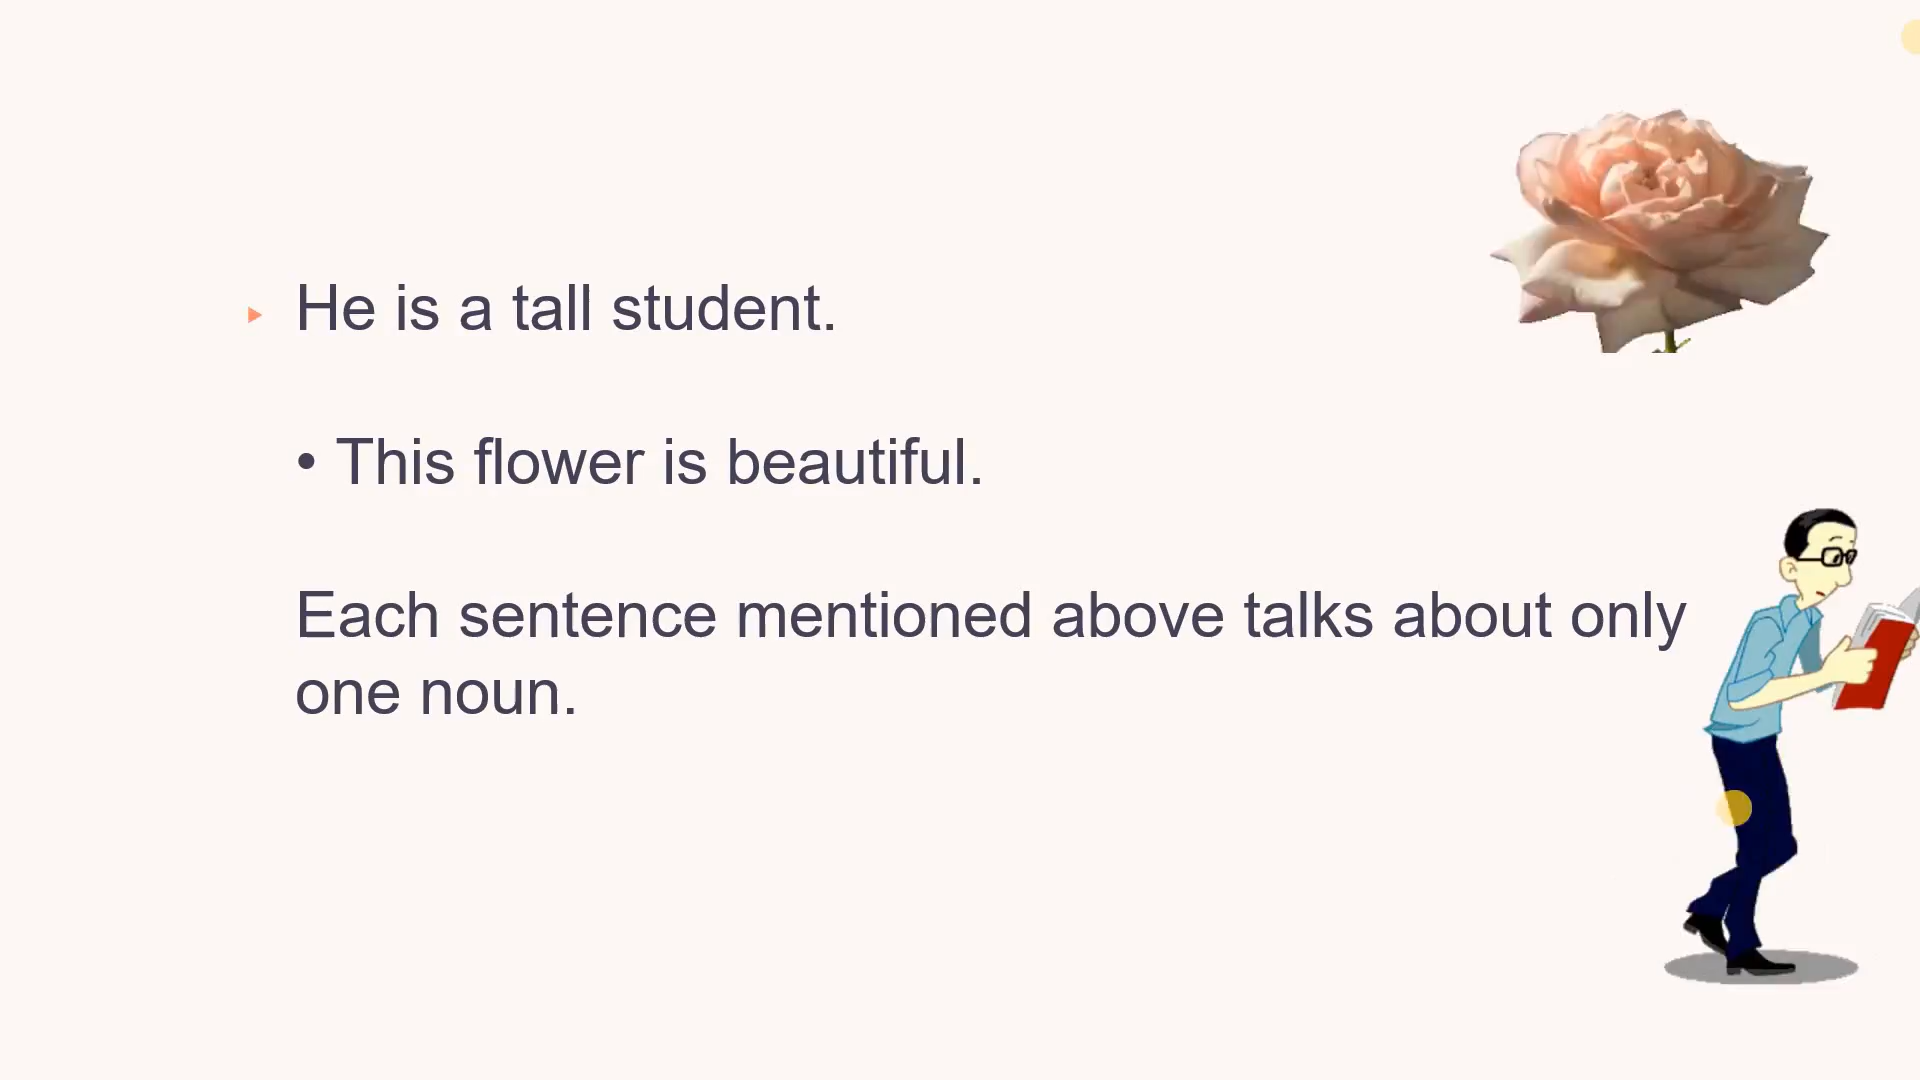 He is a tall student.
• This flower is beautiful.
Each sentence mentioned above talks about only
one noun.